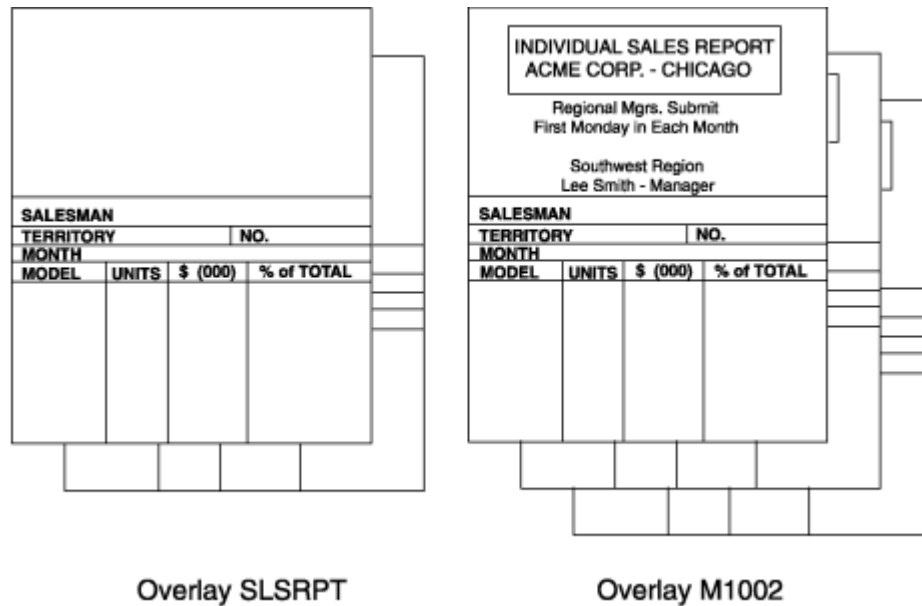 SALESMAN
TERRITORY NO.
MONTH
MODEL UNITS $ (000) % of TOTAL
Overlay SLSRPT
INDIVIDUAL SALES REPORT
ACME CORP. - CHICAGO
Regional Mgrs. Submit
First Monday in Each Month
Southwest Region
Lee Smith - Manager
SALESMAN
TERRITORY NO.
MONTH
MODEL UNITS $ (000) % of TOTAL
Overlay M1002